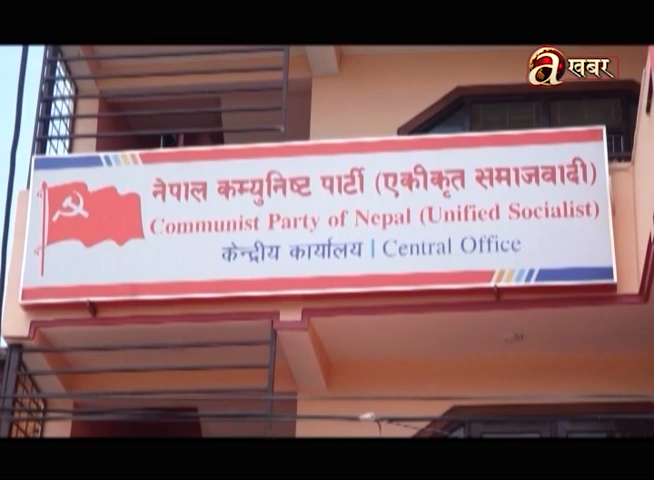 a खबर
नेपाल कम्युनिष्ट पार्टी (एकीकृत समाजवादी)
Communist Party of Nepal (Unified Socialist)
केन्द्रीय कार्यालय | Central Office